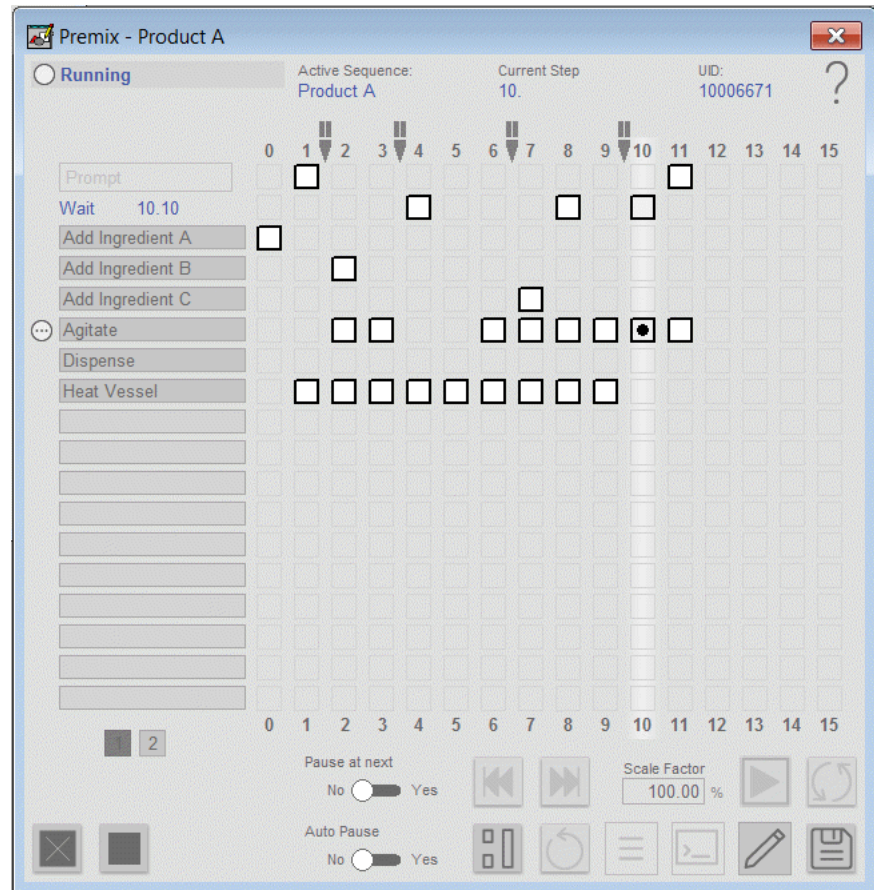 Premix - Product A
Running
Active Sequence:
Product A
Current Step
10.
UID:
10006671
?
0 1 2 3 4 5 6 7 8 9 10 11 12 13 14 15
Prompt
Wait 10.10
Add Ingredient A
Add Ingredient B
Add Ingredient C
Agitate
Dispense
Heat Vessel
0 1 2 3 4 5 6 7 8 9 10 11 12 13 14 15
1 2
Pause at next
No Yes
Scale Factor
100.00 %
Auto Pause
No Yes